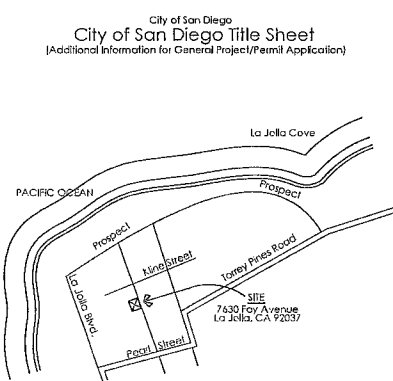 City of San Diego
City of San Diego Title Sheet
(Additional Information for General Project/Permit Application)
La Jolla Cove
PACIFIC OCEAN
Prospect
Prospect
Kline Street
Torrey Pines Road
La Jolla Blvd.
SITE
7630 Fay Avenue
La Jolla, CA 92037
Pearl Street